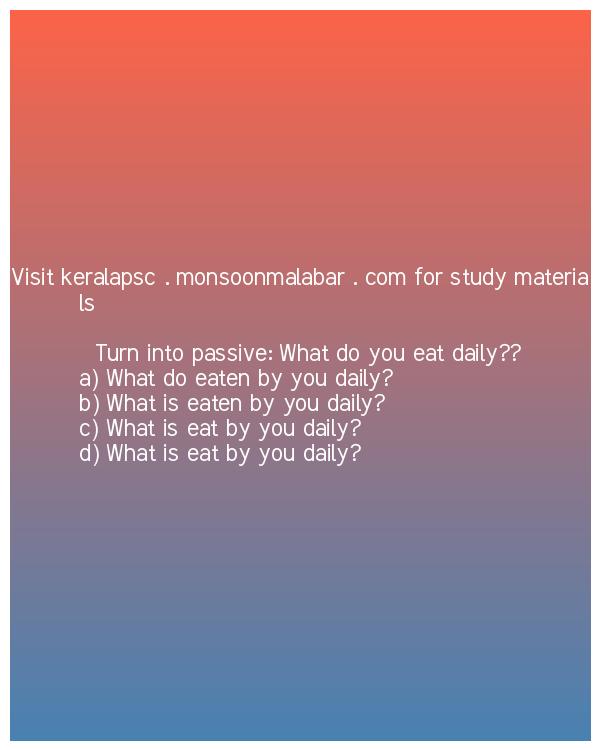 Visit keralapsc . monsoonmalabar . com for study materia
ls
Turn into passive: What do you eat daily??
a) What do eaten by you daily?
b) What is eaten by you daily?
c) What is eat by you daily?
d) What is eat by you daily?